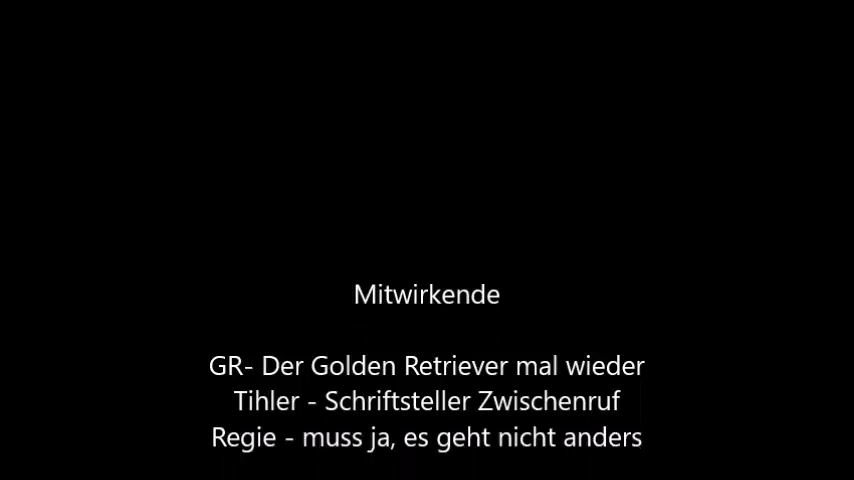 Mitwirkende
GR- Der Golden Retriever mal wieder
Tihler - Schriftsteller Zwischenruf
Regie - muss ja, es geht nicht anders